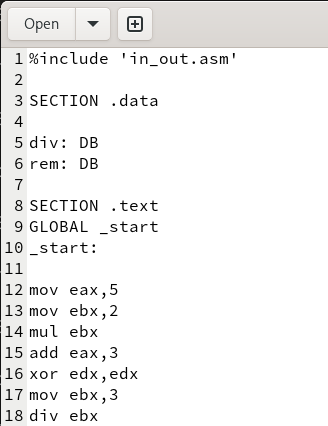 Open
1 %include 'in_out.asm'
2
3 SECTION .data
4
5 div: DB
6 rem: DB
7
8 SECTION .text
9 GLOBAL _start
10 _start:
11
12 mov eax,5
13 mov ebx,2
14 mul ebx
15 add eax,3
16 xor edx,edx
17 mov ebx,3
18 div ebx